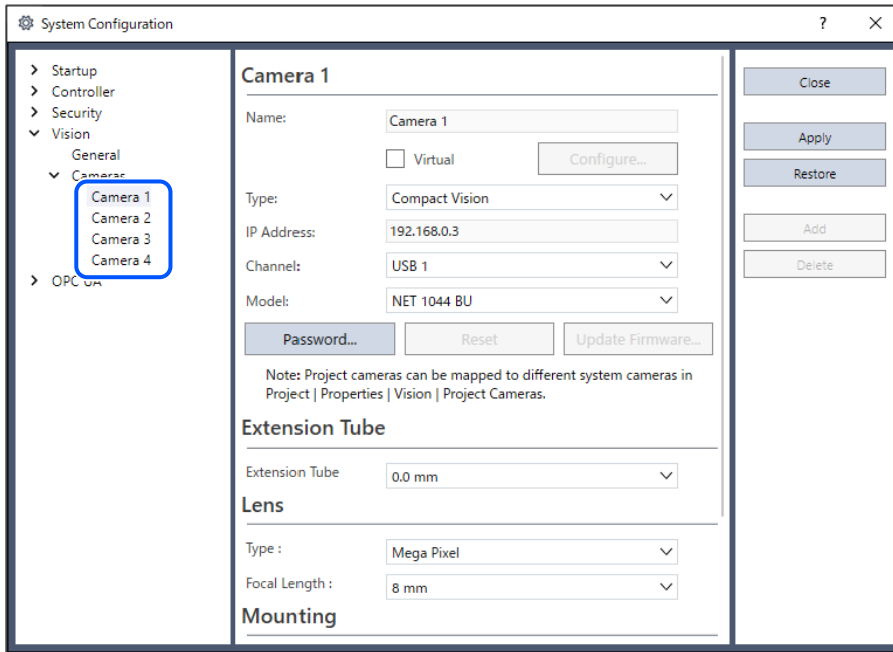 System Configuration
?
Startup
Controller
Security
Vision
General
Cameras
Camera 1
Camera 2
Camera 3
Camera 4
OPC UA
Camera 1
Name:
Camera 1
Virtual
Configure...
Type:
Compact Vision
IP Address:
192.168.0.3
Channel:
USB 1
Model:
NET 1044 BU
Password...
Reset
Update Firmware...
Note: Project cameras can be mapped to different system cameras in
Project | Properties | Vision | Project Cameras.
Extension Tube
Extension Tube
0.0 mm
Lens
Type :
Mega Pixel
Focal Length :
8 mm
Mounting
Close
Apply
Restore
Add
Delete